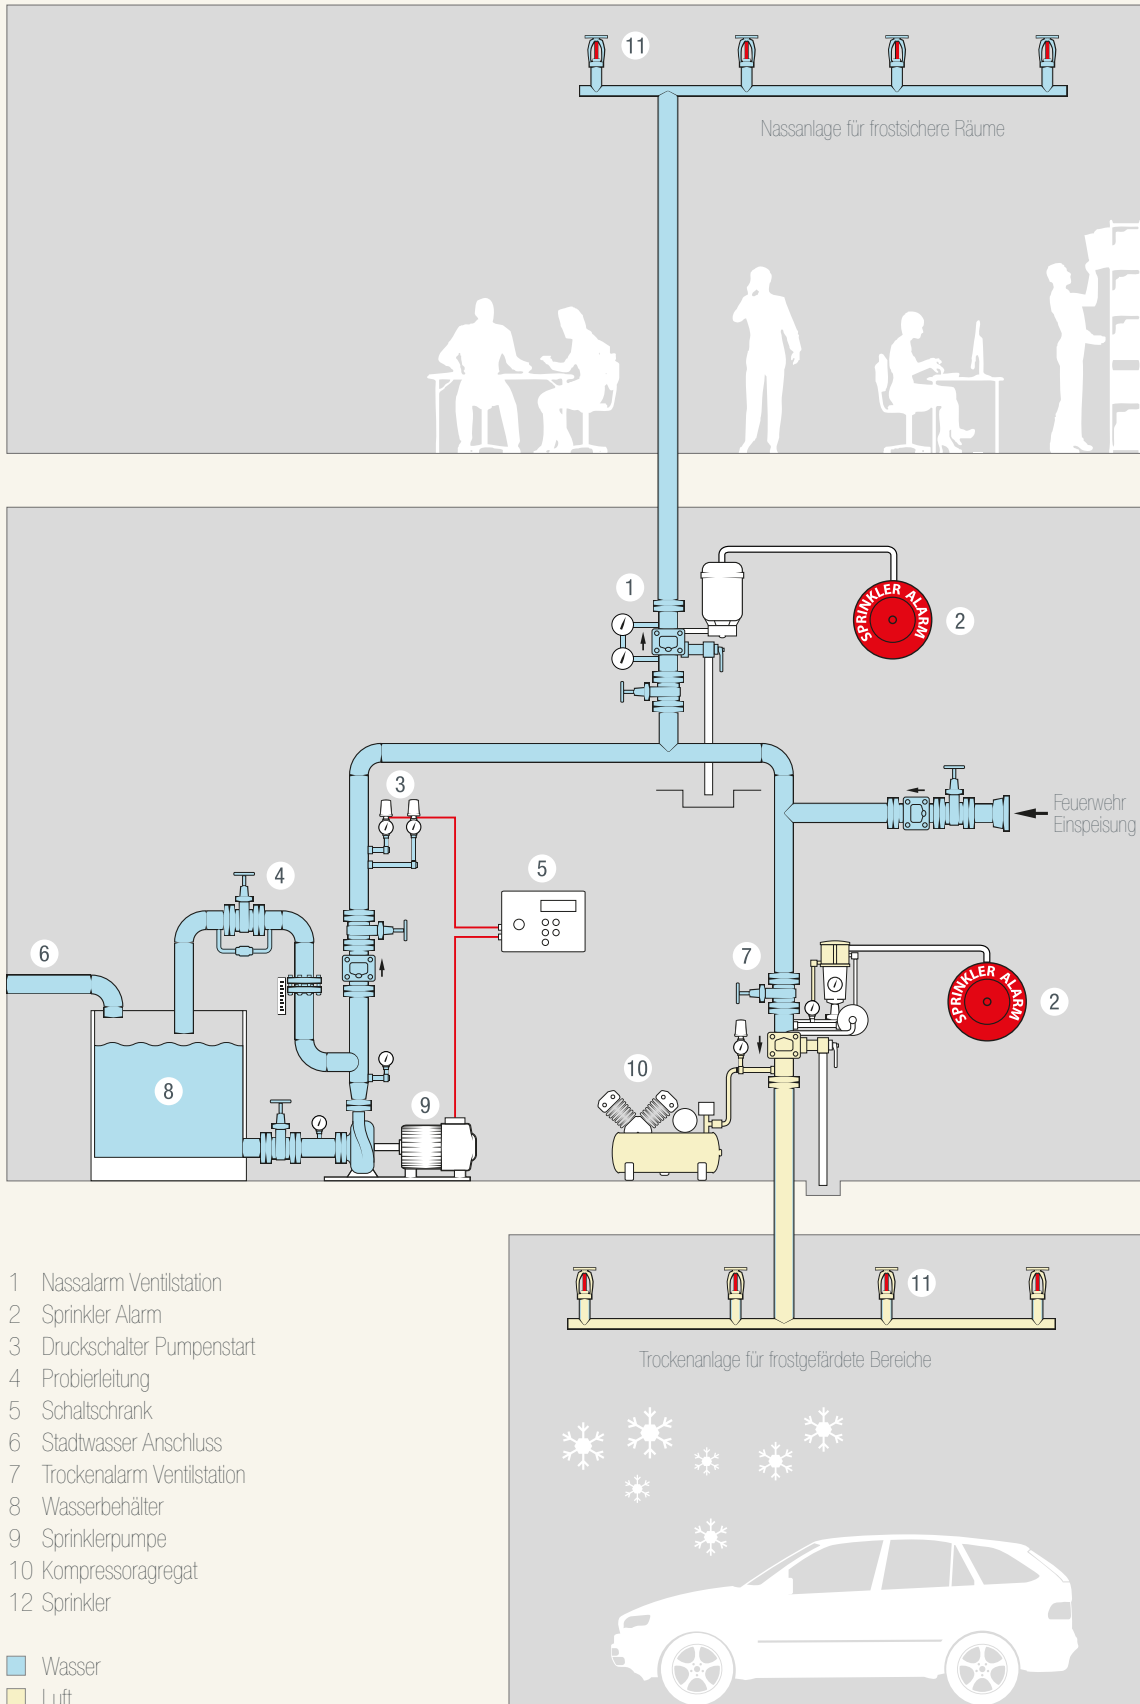 11
Nassanlage für frostsichere Räume
1
SPRINKLER ALARM
2
3
Feuerwehr
Einspeisung
4
5
6
7
SPRINKLER ALARM
2
8
9
10
11
Trockenanlage für frostgefärdete Bereiche
1 Nassalarm Ventilstation
2 Sprinkler Alarm
3 Druckschalter Pumpenstart
4 Probierleitung
5 Schaltschrank
6 Stadtwasser Anschluss
7 Trockenalarm Ventilstation
8 Wasserbehälter
9 Sprinklerpumpe
10 Kompressoragregat
12 Sprinkler
Wasser
Luft